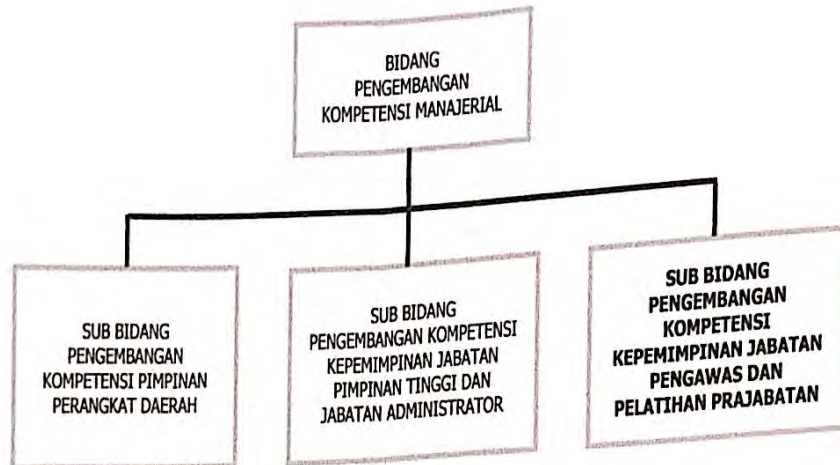 BIDANG
PENGEMBANGAN
KOMPETENSI MANAJERIAL
SUB BIDANG
PENGEMBANGAN
KOMPETENSI PIMPINAN
PERANGKAT DAERAH
SUB BIDANG
PENGEMBANGAN KOMPETENSI
KEPEMIMPINAN JABATAN
PIMPINAN TINGGI DAN
JABATAN ADMINISTRATOR
SUB BIDANG
PENGEMBANGAN
KOMPETENSI
KEPEMIMPINAN JABATAN
PENGAWAS DAN
PELATIHAN PRAJABATAN